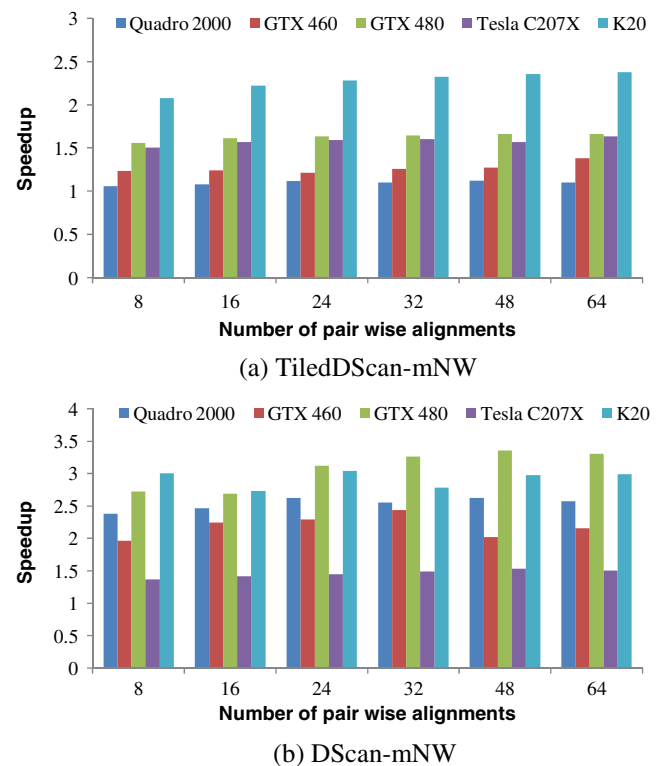 3
Quadro 2000 GTX 460 GTX 480 Tesla C207X K20
2.5
2
1.5
1
0.5
0
Speedup
8 16 24 32 48 64
Number of pair wise alignments
(a) TiledDScan-mNW
4
Quadro 2000 GTX 460 GTX 480 Tesla C207X K20
3.5
3
2.5
2
1.5
1
0.5
0
Speedup
8 16 24 32 48 64
Number of pair wise alignments
(b) DScan-mNW